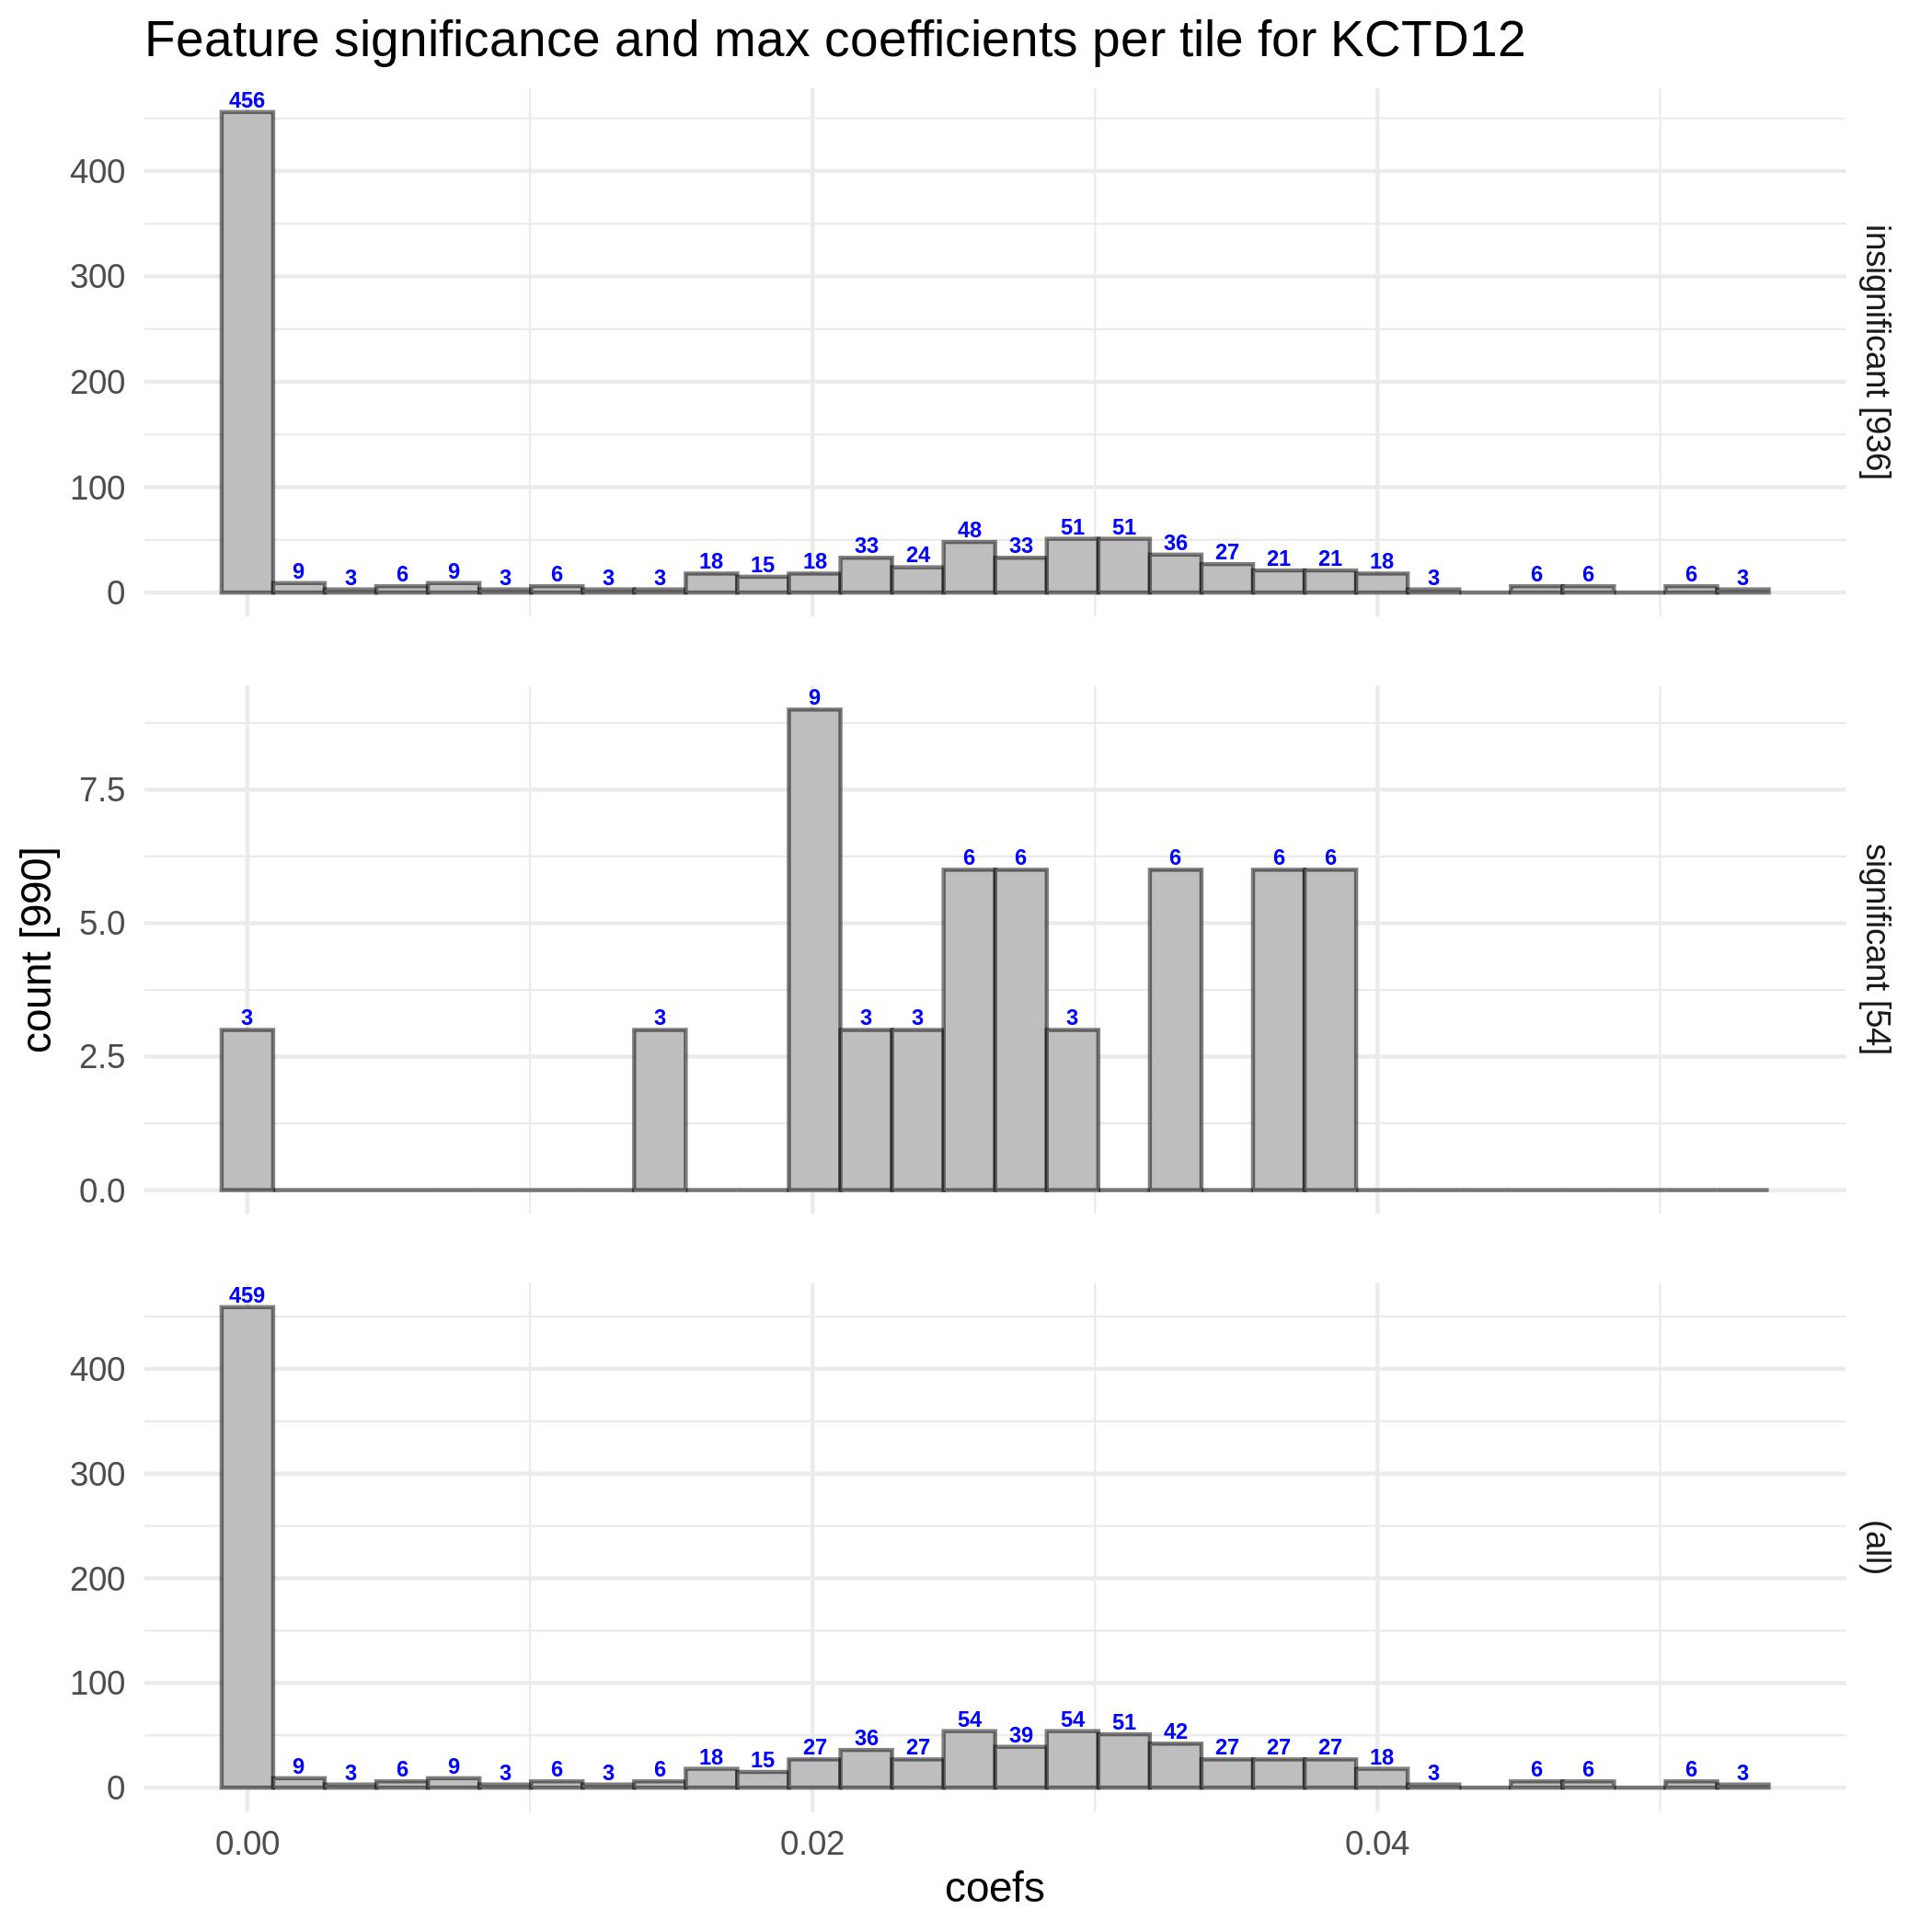 Feature significance and max coefficients per tile for KCTD12
456
400
300
200
100
0
9 3 6 9 3 6 3 3 18 15 18 33 24 48 33 51 51 36 27 21 21 18 3 6 6 6 3
insignificant [936]
count [990]
9
7.5
5.0
2.5
0.0
3 3 3 3 6 6 3 6 6 6
significant [54]
459
400
300
200
100
0
9 3 6 9 3 6 3 6 18 15 27 36 27 54 39 54 51 42 27 27 27 18 3 6 6 6 3
(all)
0.00 0.02 0.04
coefs